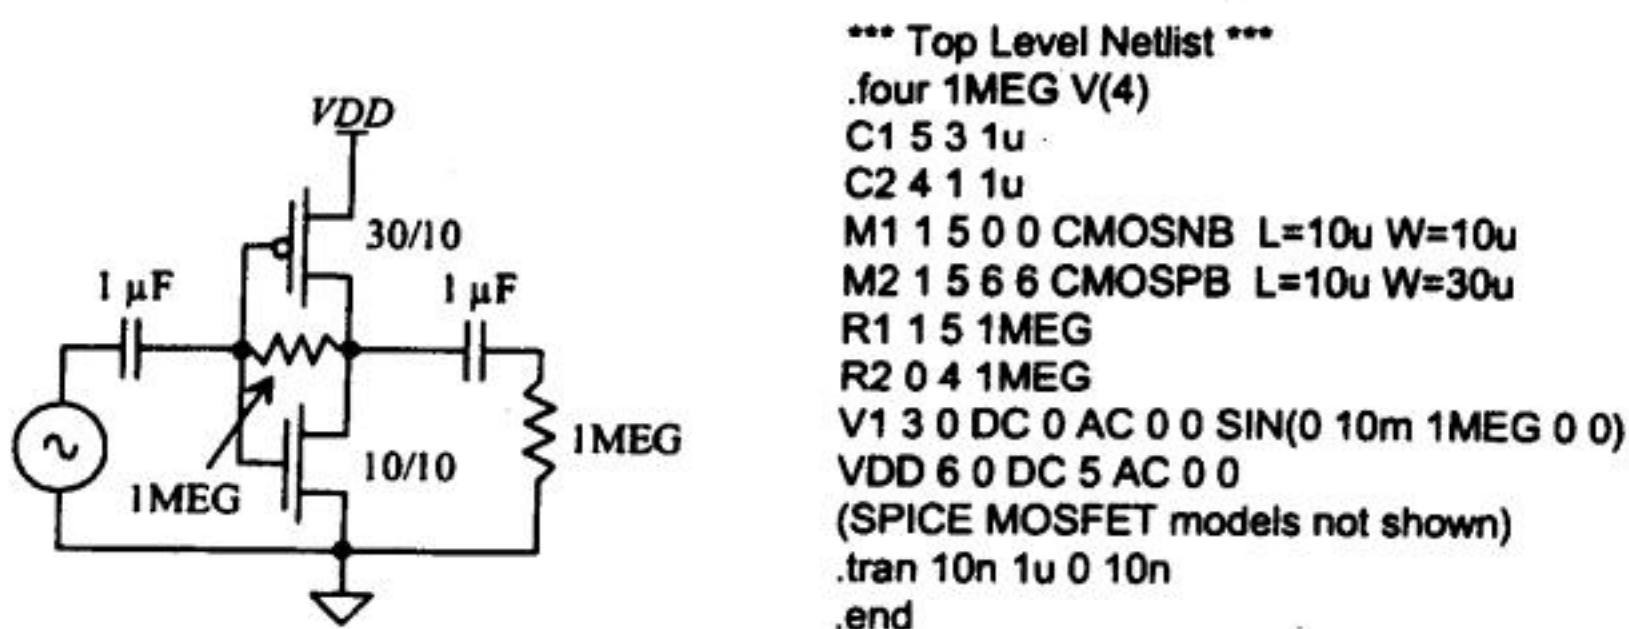 VDD
30/10
1 µF
1 µF
1MEG
10/10
1MEG
*** Top Level Netlist ***
.four 1MEG V(4)
C1 5 3 1u
C2 4 1 1u
M1 1 5 0 0 CMOSNB L=10u W=10u
M2 1 5 6 6 CMOSPB L=10u W=30u
R1 1 5 1MEG
R2 0 4 1MEG
V1 3 0 DC 0 AC 0 0 SIN(0 10m 1MEG 0 0)
VDD 6 0 DC 5 AC 0 0
(SPICE MOSFET models not shown)
.tran 10n 1u 0 10n
.end